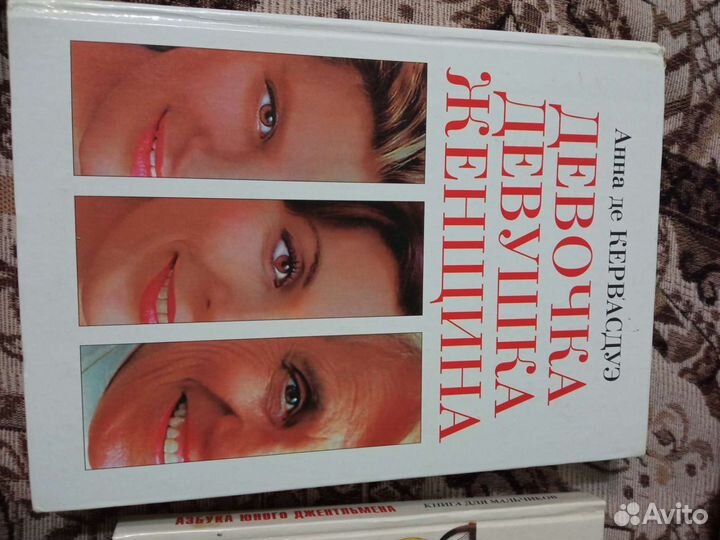 Анна де КЕРВАСДУЭ
ДЕВОЧКА
ДЕВУШКА
ЖЕНЩИНА
АЗБУКА ЮНОГО ДЖЕНТЛЬМЕНА
КНИГА ДЛЯ МАЛЬЧИКОВ
Avito